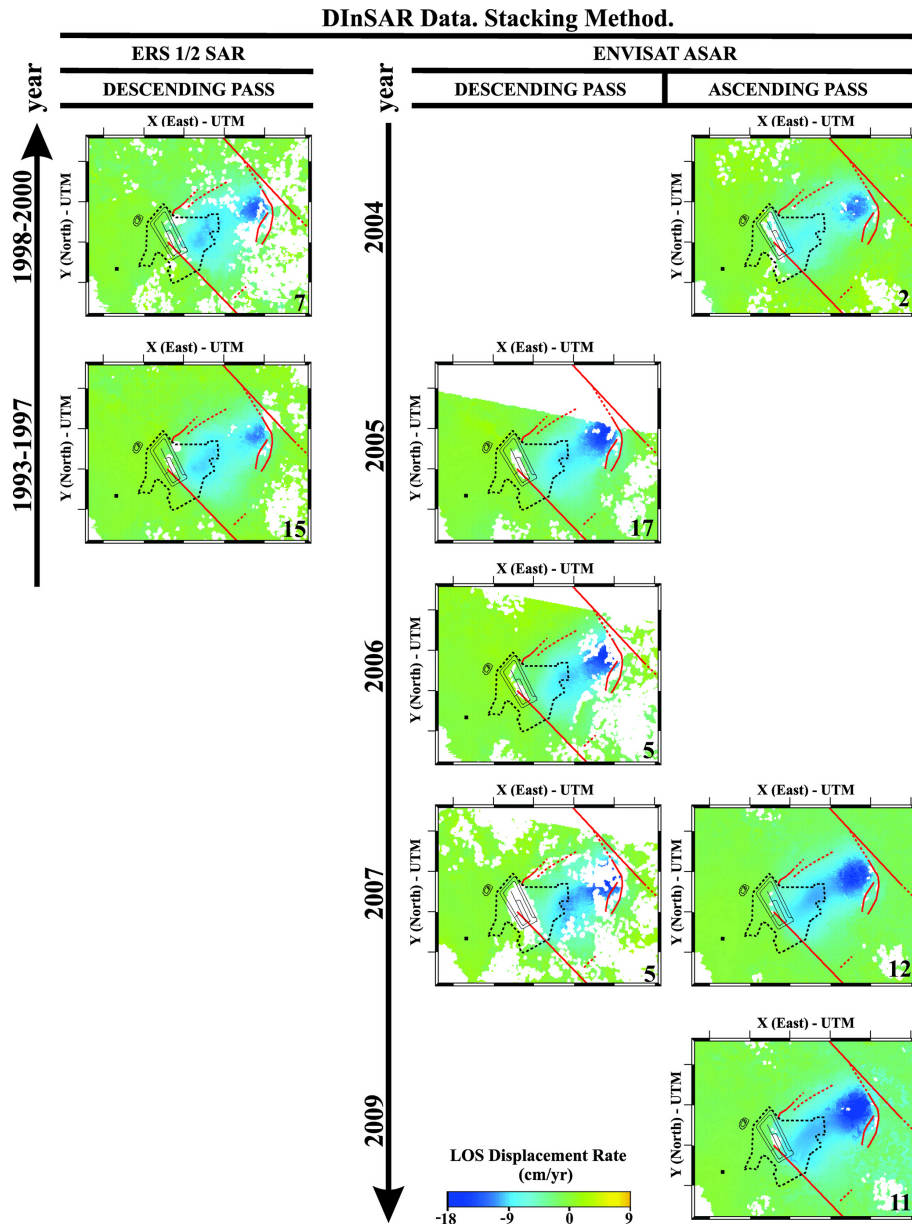 DInSAR Data. Stacking Method.
ERS 1/2 SAR
ENVISAT ASAR
year
year
DESCENDING PASS
DESCENDING PASS
ASCENDING PASS
1998-2000
X (East) - UTM
Y (North) - UTM
7
2004
X (East) - UTM
Y (North) - UTM
2
1993-1997
X (East) - UTM
Y (North) - UTM
15
2005
X (East) - UTM
Y (North) - UTM
17
2006
X (East) - UTM
Y (North) - UTM
5
2007
X (East) - UTM
Y (North) - UTM
5
X (East) - UTM
Y (North) - UTM
12
2009
X (East) - UTM
Y (North) - UTM
11
LOS Displacement Rate
(cm/yr)
-18 -9 0 9